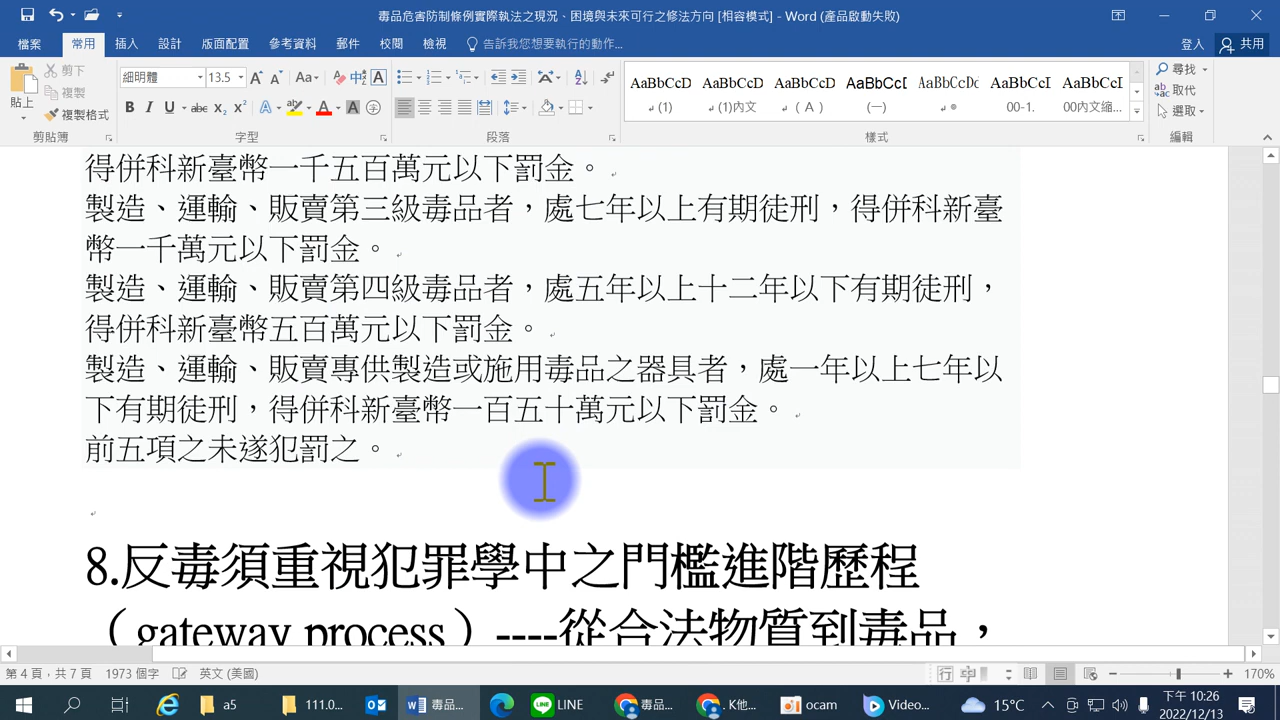 毒品危害防制條例實際執法之現況、困境與未來可行之修法方向 [相容模式] - Word (產品啟動失敗)
檔案 常用 插入 設計 版面配置 參考資料 郵件 校閱 檢視 告訴我您想要執行的動作... 登入 共用
貼上 剪下 複製 複製格式
細明體 13.5
AaBbCcD AaBbCcD AaBbCcD AaBbCcD AaBbCcDc AaBbCcI AaBbCcI
(1) (1)內文 (A) (一) ⊙ 00-1. 00內文縮...
尋找 取代 選取
剪貼簿 字型 段落 樣式 編輯
得併科新臺幣一千五百萬元以下罰金。
製造、運輸、販賣第三級毒品者，處七年以上有期徒刑，得併科新臺
幣一千萬元以下罰金。
製造、運輸、販賣第四級毒品者，處五年以上十二年以下有期徒刑，
得併科新臺幣五百萬元以下罰金。
製造、運輸、販賣專供製造或施用毒品之器具者，處一年以上七年以
下有期徒刑，得併科新臺幣一百五十萬元以下罰金。
前五項之未遂犯罰之。
8.反毒須重視犯罪學中之門檻進階歷程
（gateway process）----從合法物質到毒品，
第 4 頁，共 7 頁 1973 個字 英文 (美國) 170%
a5 111.0... 毒品... LINE 毒品... K他... ocam Video... 15°C 下午 10:26
2022/12/13